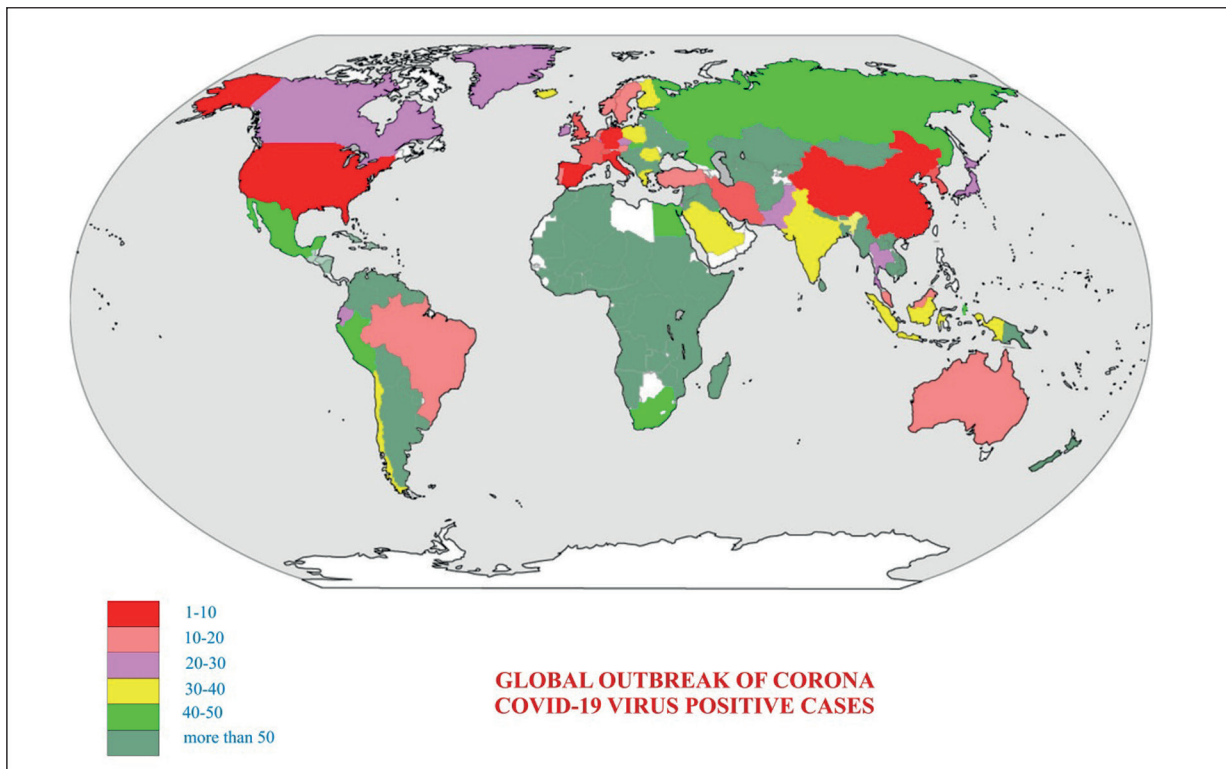 1-10
10-20
20-30
30-40
40-50
more than 50
GLOBAL OUTBREAK OF CORONA
COVID-19 VIRUS POSITIVE CASES